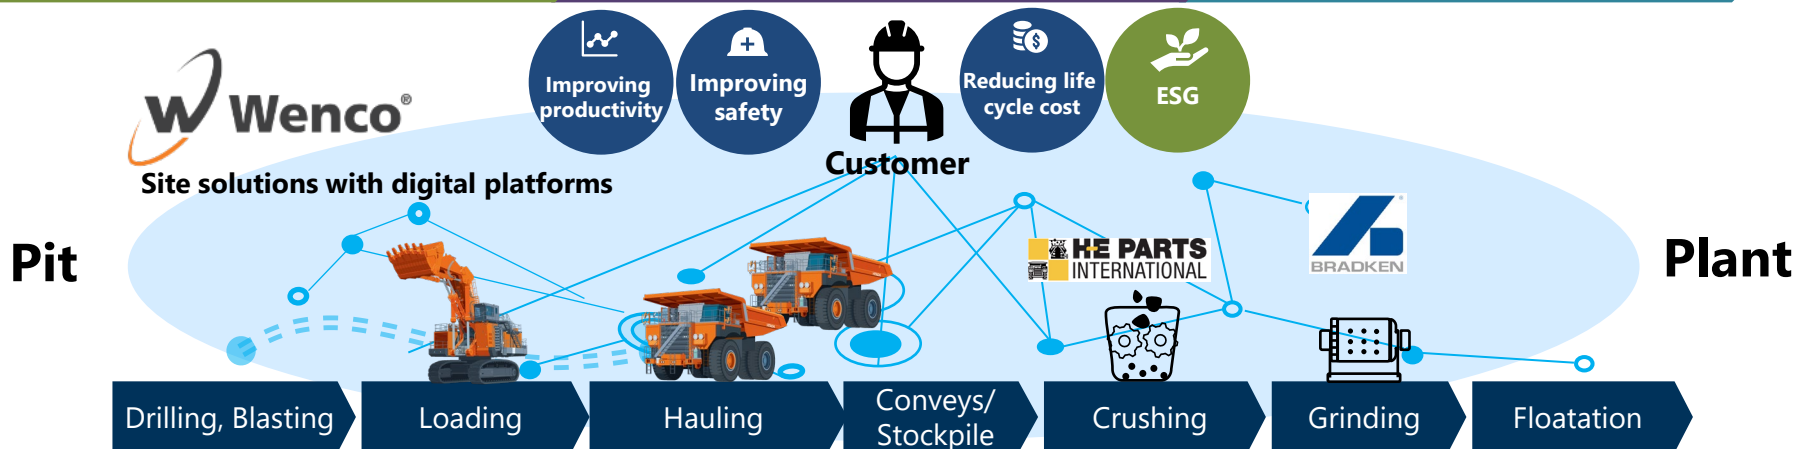 Improving
productivity
Improving
safety
Reducing life
cycle cost
ESG
Wenco®
Customer
Site solutions with digital platforms
Pit
H+E PARTS
INTERNATIONAL
BRADKEN
Plant
Drilling, Blasting
Loading
Hauling
Conveys/
Stockpile
Crushing
Grinding
Floatation